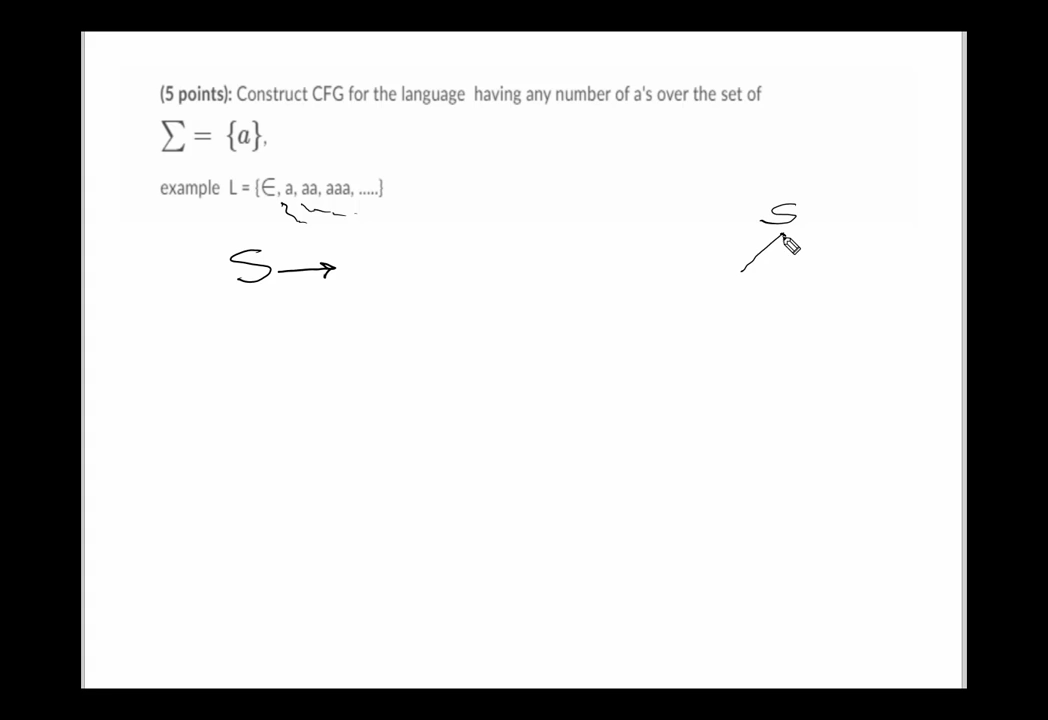 (5 points): Construct CFG for the language having any number of a's over the set of
∑ = {a},
example L = {∈, a, aa, aaa, .....}
S
S →